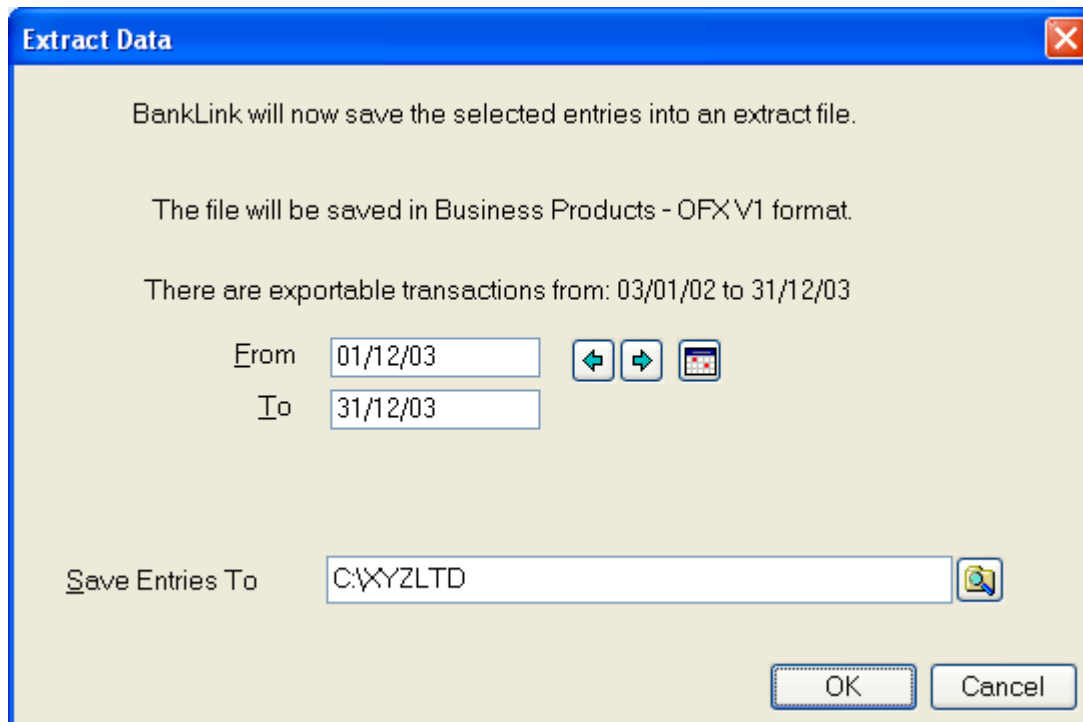 Extract Data
BankLink will now save the selected entries into an extract file.
The file will be saved in Business Products - OFX V1 format.
There are exportable transactions from: 03/01/02 to 31/12/03
From 01/12/03
To 31/12/03
Save Entries To C:\XYZLTD
OK Cancel